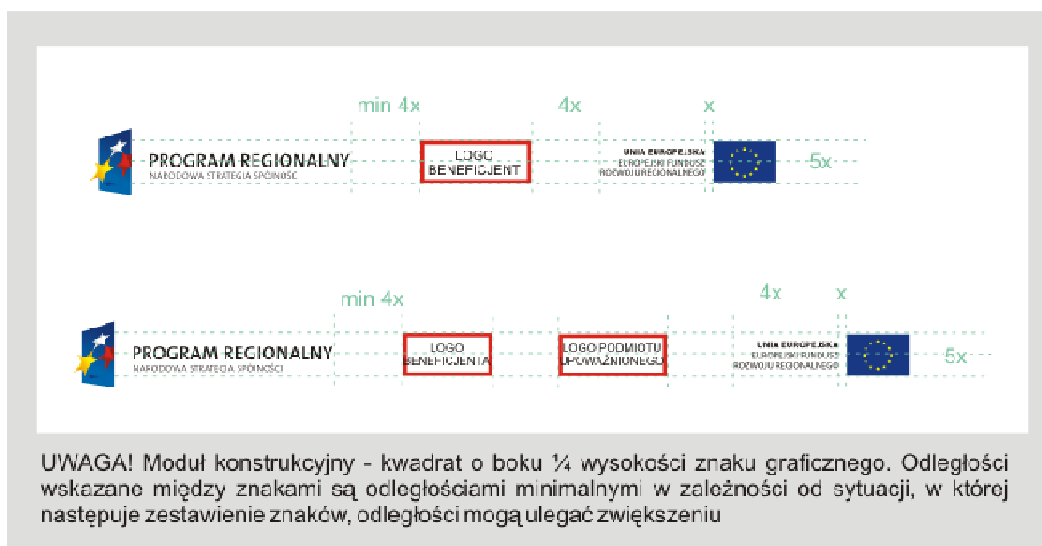 min 4x 4x x
PROGRAM REGIONALNY
NARODOWA STRATEGIA SPÓJNOŚC
LOGO
BENEFICJENT
UNIA EUROPEJSKA
EUROPEJSKI FUNDUSZ
ROZWOJU REGIONALNEGO
5x
min 4x 4x x
PROGRAM REGIONALNY
NARODOWA STRATEGIA SPÓJNOŚCI
LOGO
BENEFICJENTA
LOGO PODMIOTU
UPOWAŻNIONEGO
UNIA EUROPEJSKA
EUROPEJSKI FUNDUSZ
ROZWOJU REGIONALNEGO
5x
UWAGA! Moduł konstrukcyjny - kwadrat o boku ¼ wysokości znaku graficznego. Odległości
wskazane między znakami są odległościami minimalnymi w zależności od sytuacji, w której
następuje zestawienie znaków, odległości mogą ulegać zwiększeniu